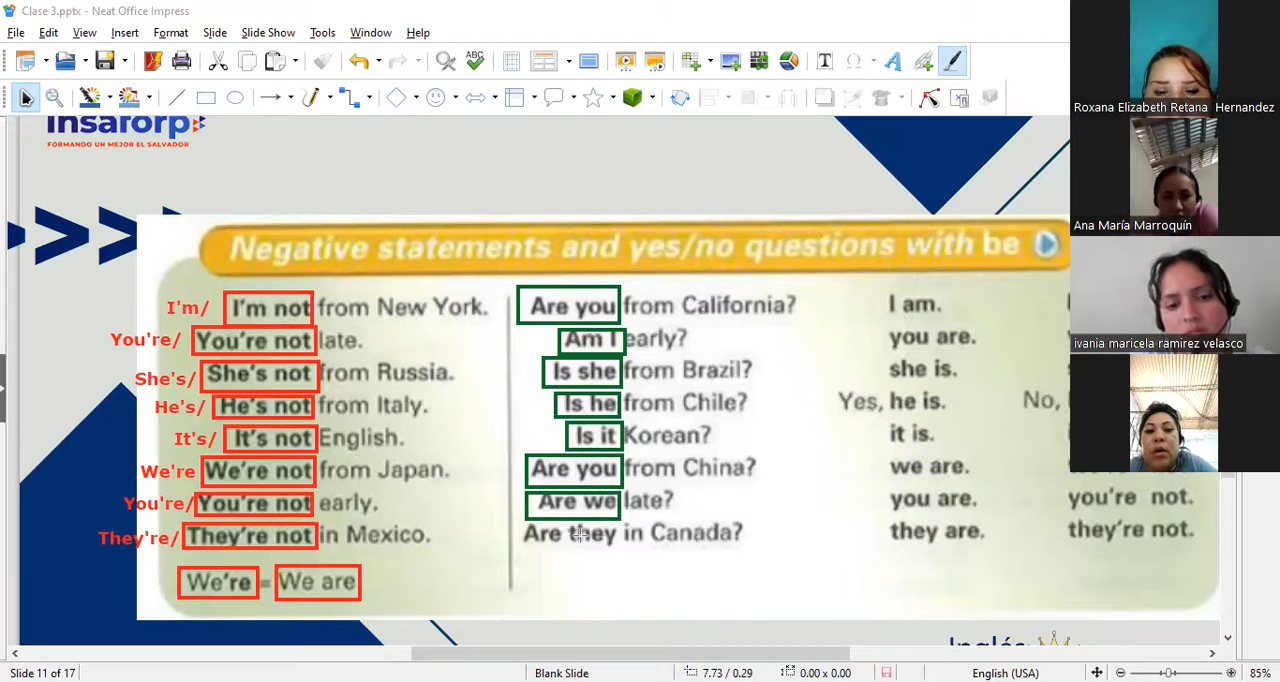 Clase 3.pptx - Neat Office Impress
File Edit View Insert Format Slide Slide Show Tools Window Help
ABC
Insaforp
FORMANDO UN MEJOR EL SALVADOR
Negative statements and yes/no questions with be
I'm/ I'm not from New York. Are you from California? I am.
You're/ You're not late. Am I early? you are.
She's/ She's not from Russia. Is she from Brazil? she is.
He's/ He's not from Italy. Is he from Chile? Yes, he is. No,
It's/ It's not English. Is it Korean? it is.
We're We're not from Japan. Are you from China? we are.
You're/ You're not early. Are we late? you are. you're not.
They're/ They're not in Mexico. Are they in Canada? they are. they're not.
We're = We are
Inglés
Roxana Elizabeth Retana Hernandez
Ana María Marroquín
ivania maricela ramirez velasco
Slide 11 of 17 Blank Slide 7.73 / 0.29 0.00 x 0.00 English (USA) 85%